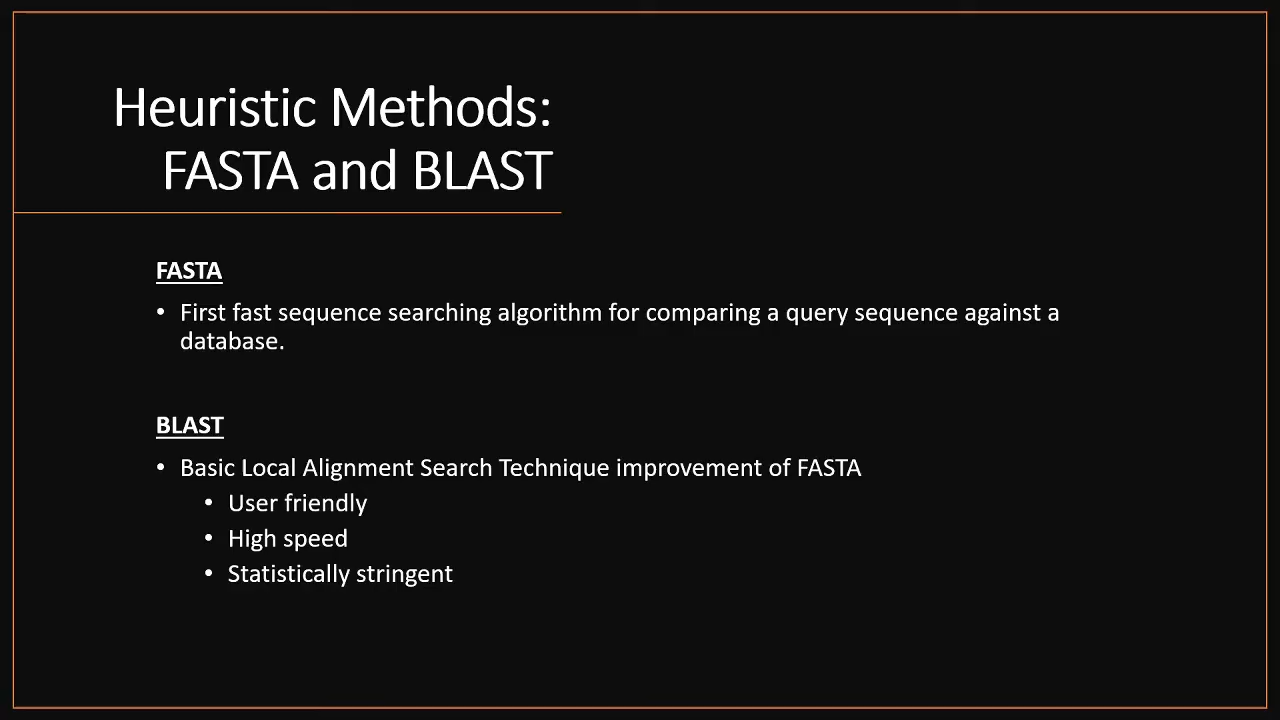 Heuristic Methods:
FASTA and BLAST
FASTA
• First fast sequence searching algorithm for comparing a query sequence against a
database.
BLAST
• Basic Local Alignment Search Technique improvement of FASTA
• User friendly
• High speed
• Statistically stringent